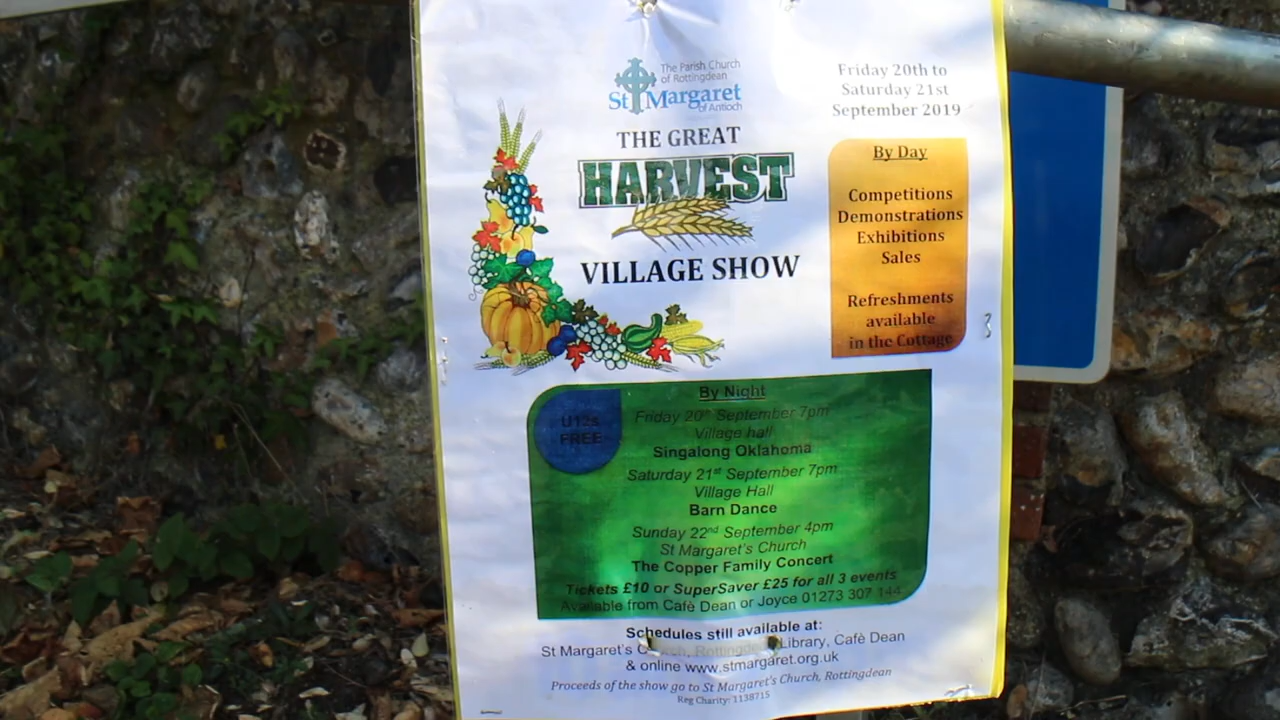 The Parish Church
of Rottingdean
St Margaret
of Antioch
Friday 20th to
Saturday 21st
September 2019
THE GREAT
HARVEST
VILLAGE SHOW
By Day
Competitions
Demonstrations
Exhibitions
Sales
Refreshments
available
in the Cottage
By Night
U12s
FREE
Friday 20th September 7pm
Village hall
Singalong Oklahoma
Saturday 21st September 7pm
Village Hall
Barn Dance
Sunday 22nd September 4pm
St Margaret's Church
The Copper Family Concert
Tickets £10 or SuperSaver £25 for all 3 events
Available from Cafè Dean or Joyce 01273 307 144
Schedules still available at:
St Margaret's Church, Rottingdean Library, Cafè Dean
& online www.stmargaret.org.uk
Proceeds of the show go to St Margaret's Church, Rottingdean
Reg Charity: 1138715